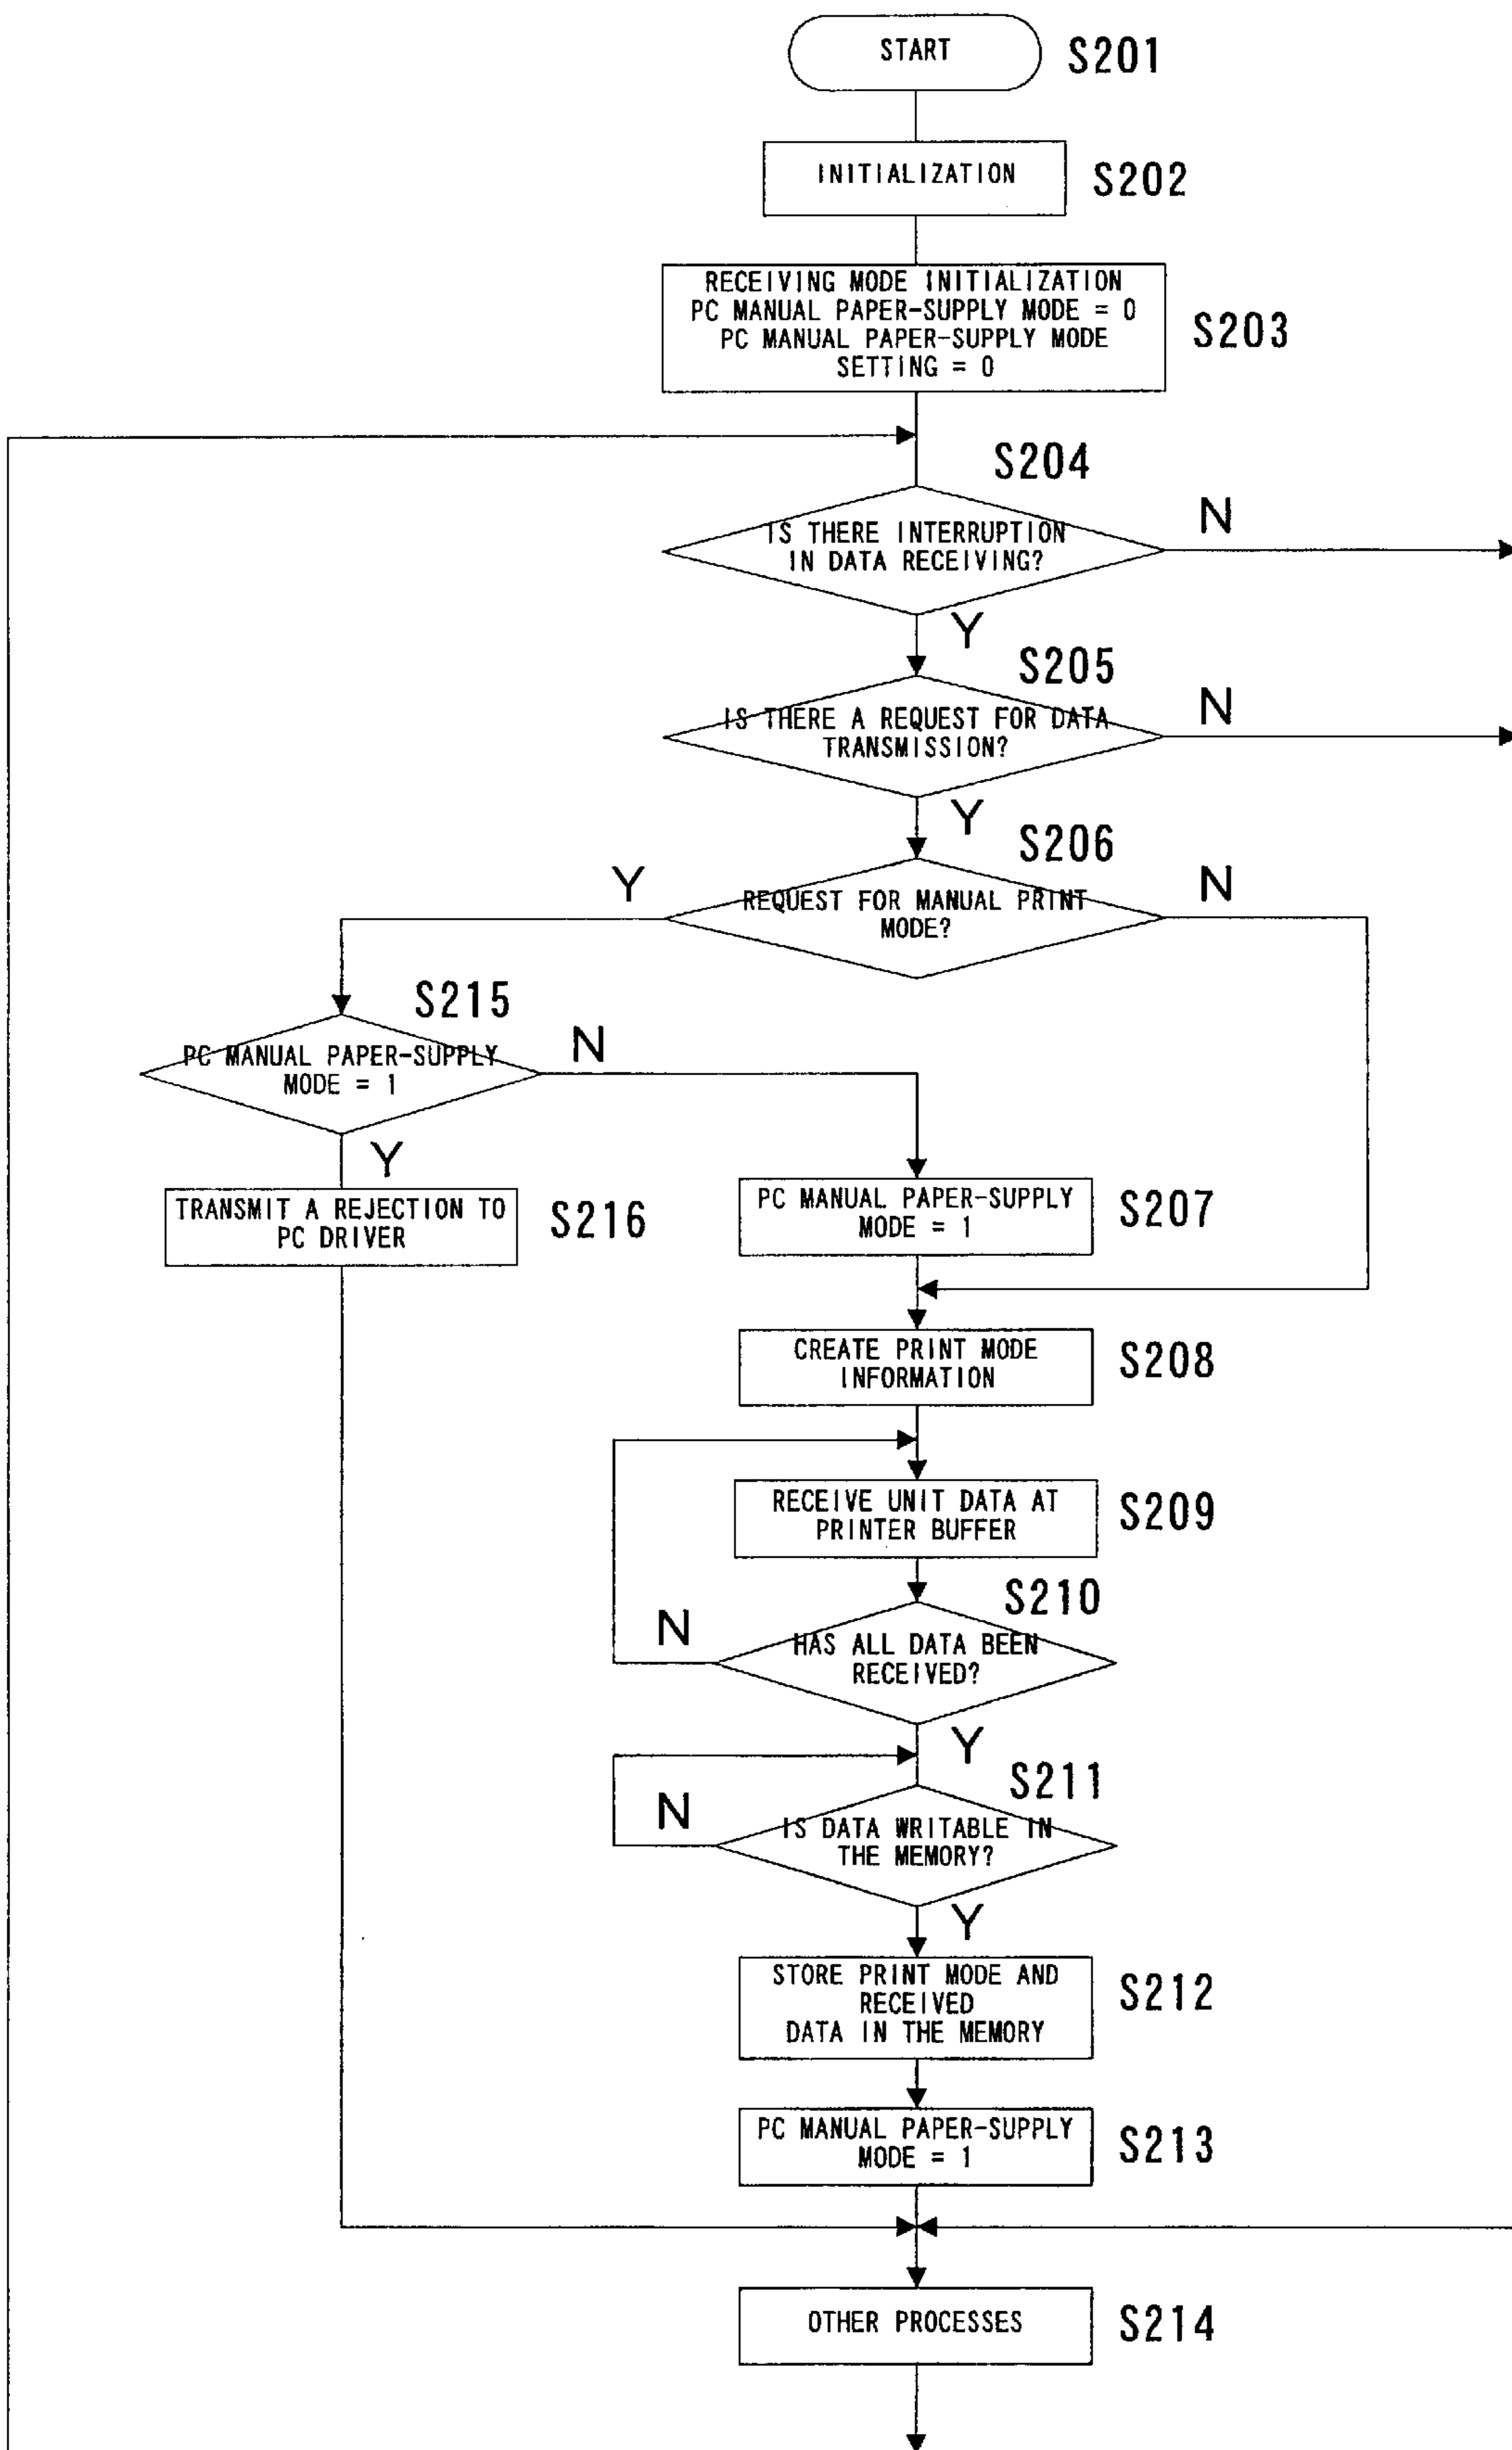 START
S201
INITIALIZATION
S202
RECEIVING MODE INITIALIZATION
PC MANUAL PAPER-SUPPLY MODE = 0
PC MANUAL PAPER-SUPPLY MODE
SETTING = 0
S203
S204
IS THERE INTERRUPTION
IN DATA RECEIVING?
N
Y
S205
IS THERE A REQUEST FOR DATA
TRANSMISSION?
N
Y
S206
REQUEST FOR MANUAL PRINT
MODE?
Y
N
S215
PC MANUAL PAPER-SUPPLY
MODE = 1
N
Y
TRANSMIT A REJECTION TO
PC DRIVER
S216
PC MANUAL PAPER-SUPPLY
MODE = 1
S207
CREATE PRINT MODE
INFORMATION
S208
RECEIVE UNIT DATA AT
PRINTER BUFFER
S209
S210
HAS ALL DATA BEEN
RECEIVED?
N
Y
S211
IS DATA WRITABLE IN
THE MEMORY?
N
Y
STORE PRINT MODE AND
RECEIVED
DATA IN THE MEMORY
S212
PC MANUAL PAPER-SUPPLY
MODE = 1
S213
OTHER PROCESSES
S214